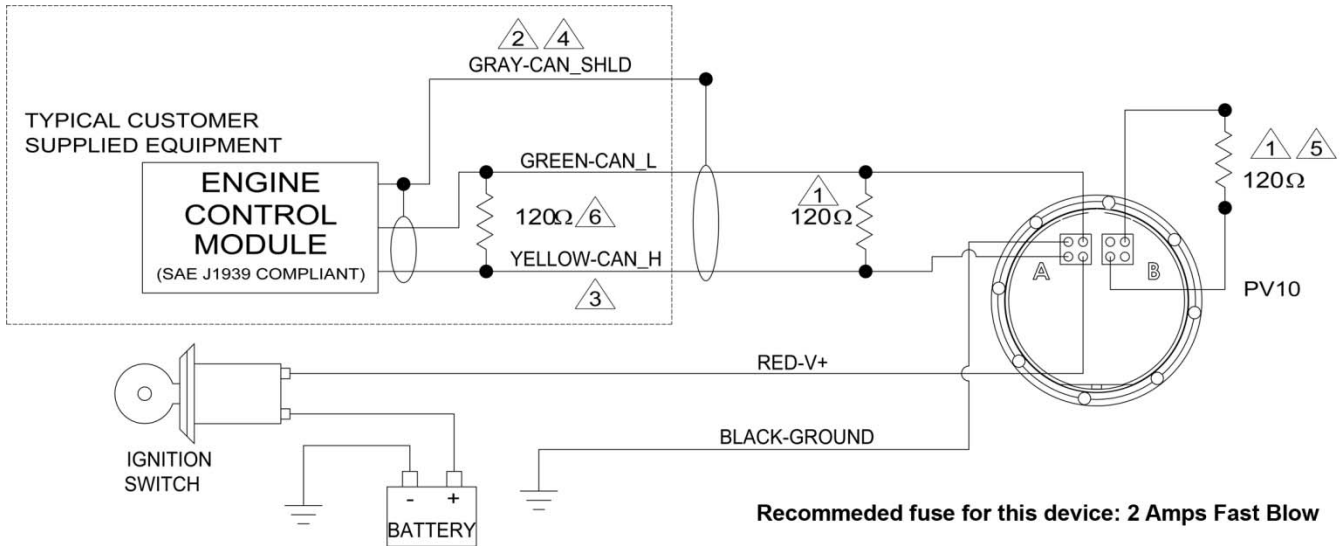 2 4
GRAY-CAN_SHLD
TYPICAL CUSTOMER
SUPPLIED EQUIPMENT
ENGINE
CONTROL
MODULE
(SAE J1939 COMPLIANT)
GREEN-CAN_L
120Ω 6
YELLOW-CAN_H
3
1
120Ω
1 5
120Ω
A
B
PV10
RED-V+
BLACK-GROUND
IGNITION
SWITCH
- +
BATTERY
Recommeded fuse for this device: 2 Amps Fast Blow